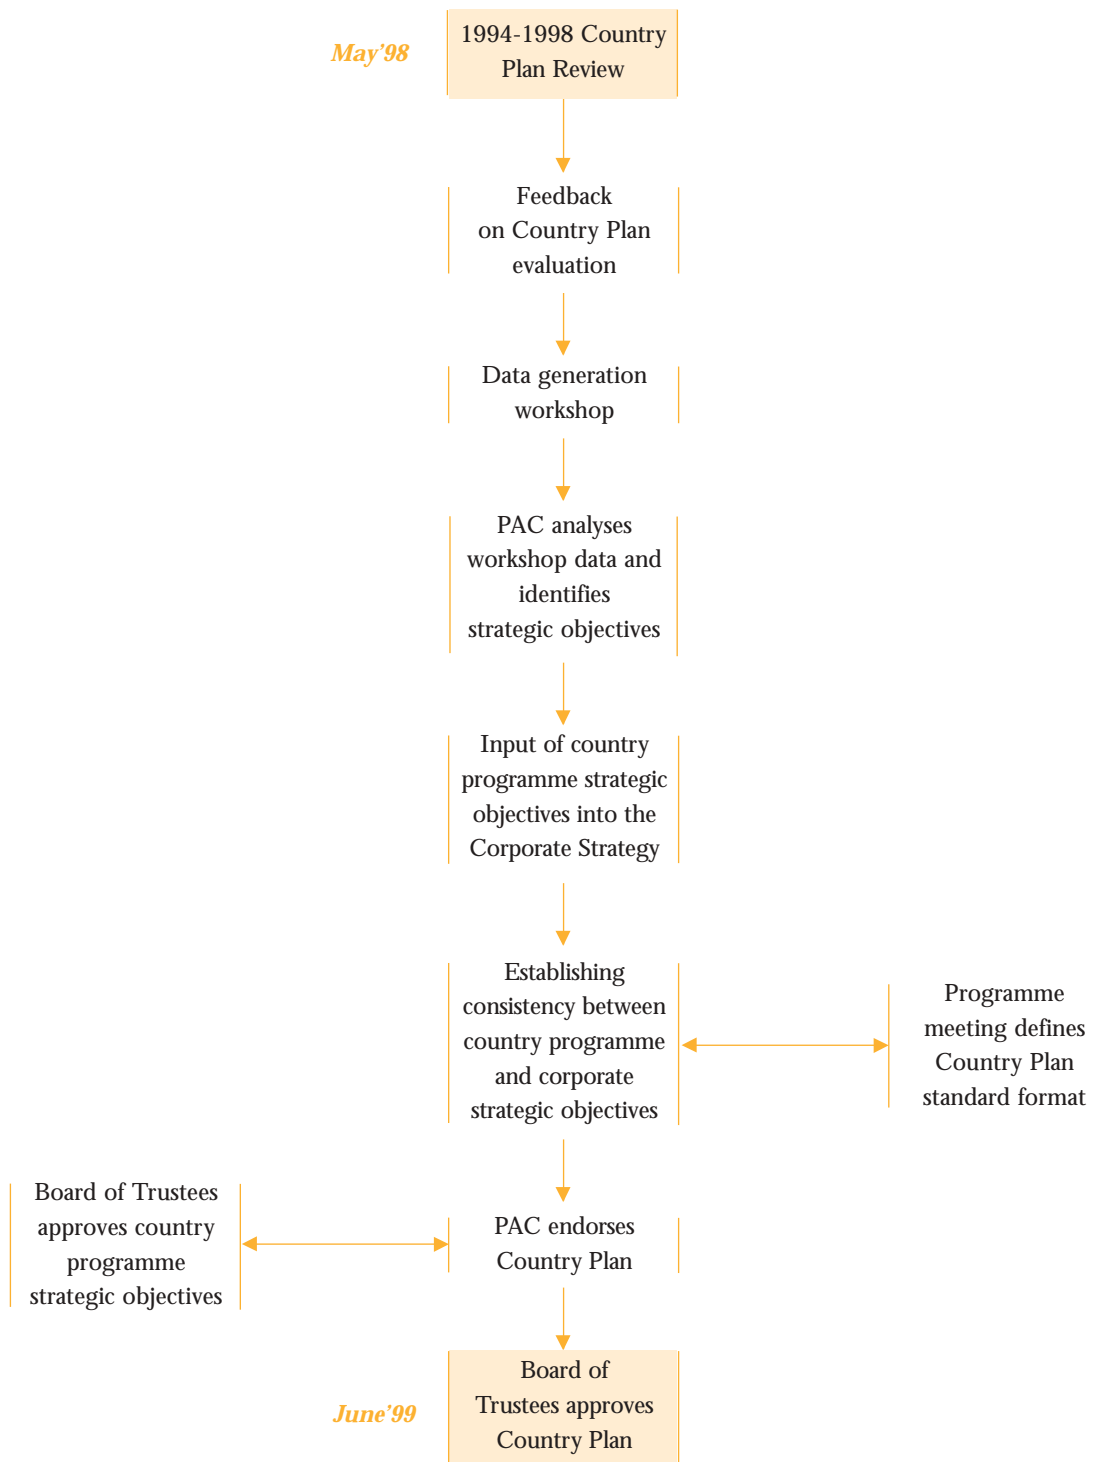 May'98
1994-1998 Country
Plan Review
Feedback
on Country Plan
evaluation
Data generation
workshop
PAC analyses
workshop data and
identifies
strategic objectives
Input of country
programme strategic
objectives into the
Corporate Strategy
Establishing
consistency between
country programme
and corporate
strategic objectives
Programme
meeting defines
Country Plan
standard format
Board of Trustees
approves country
programme
strategic objectives
PAC endorses
Country Plan
June'99
Board of
Trustees approves
Country Plan